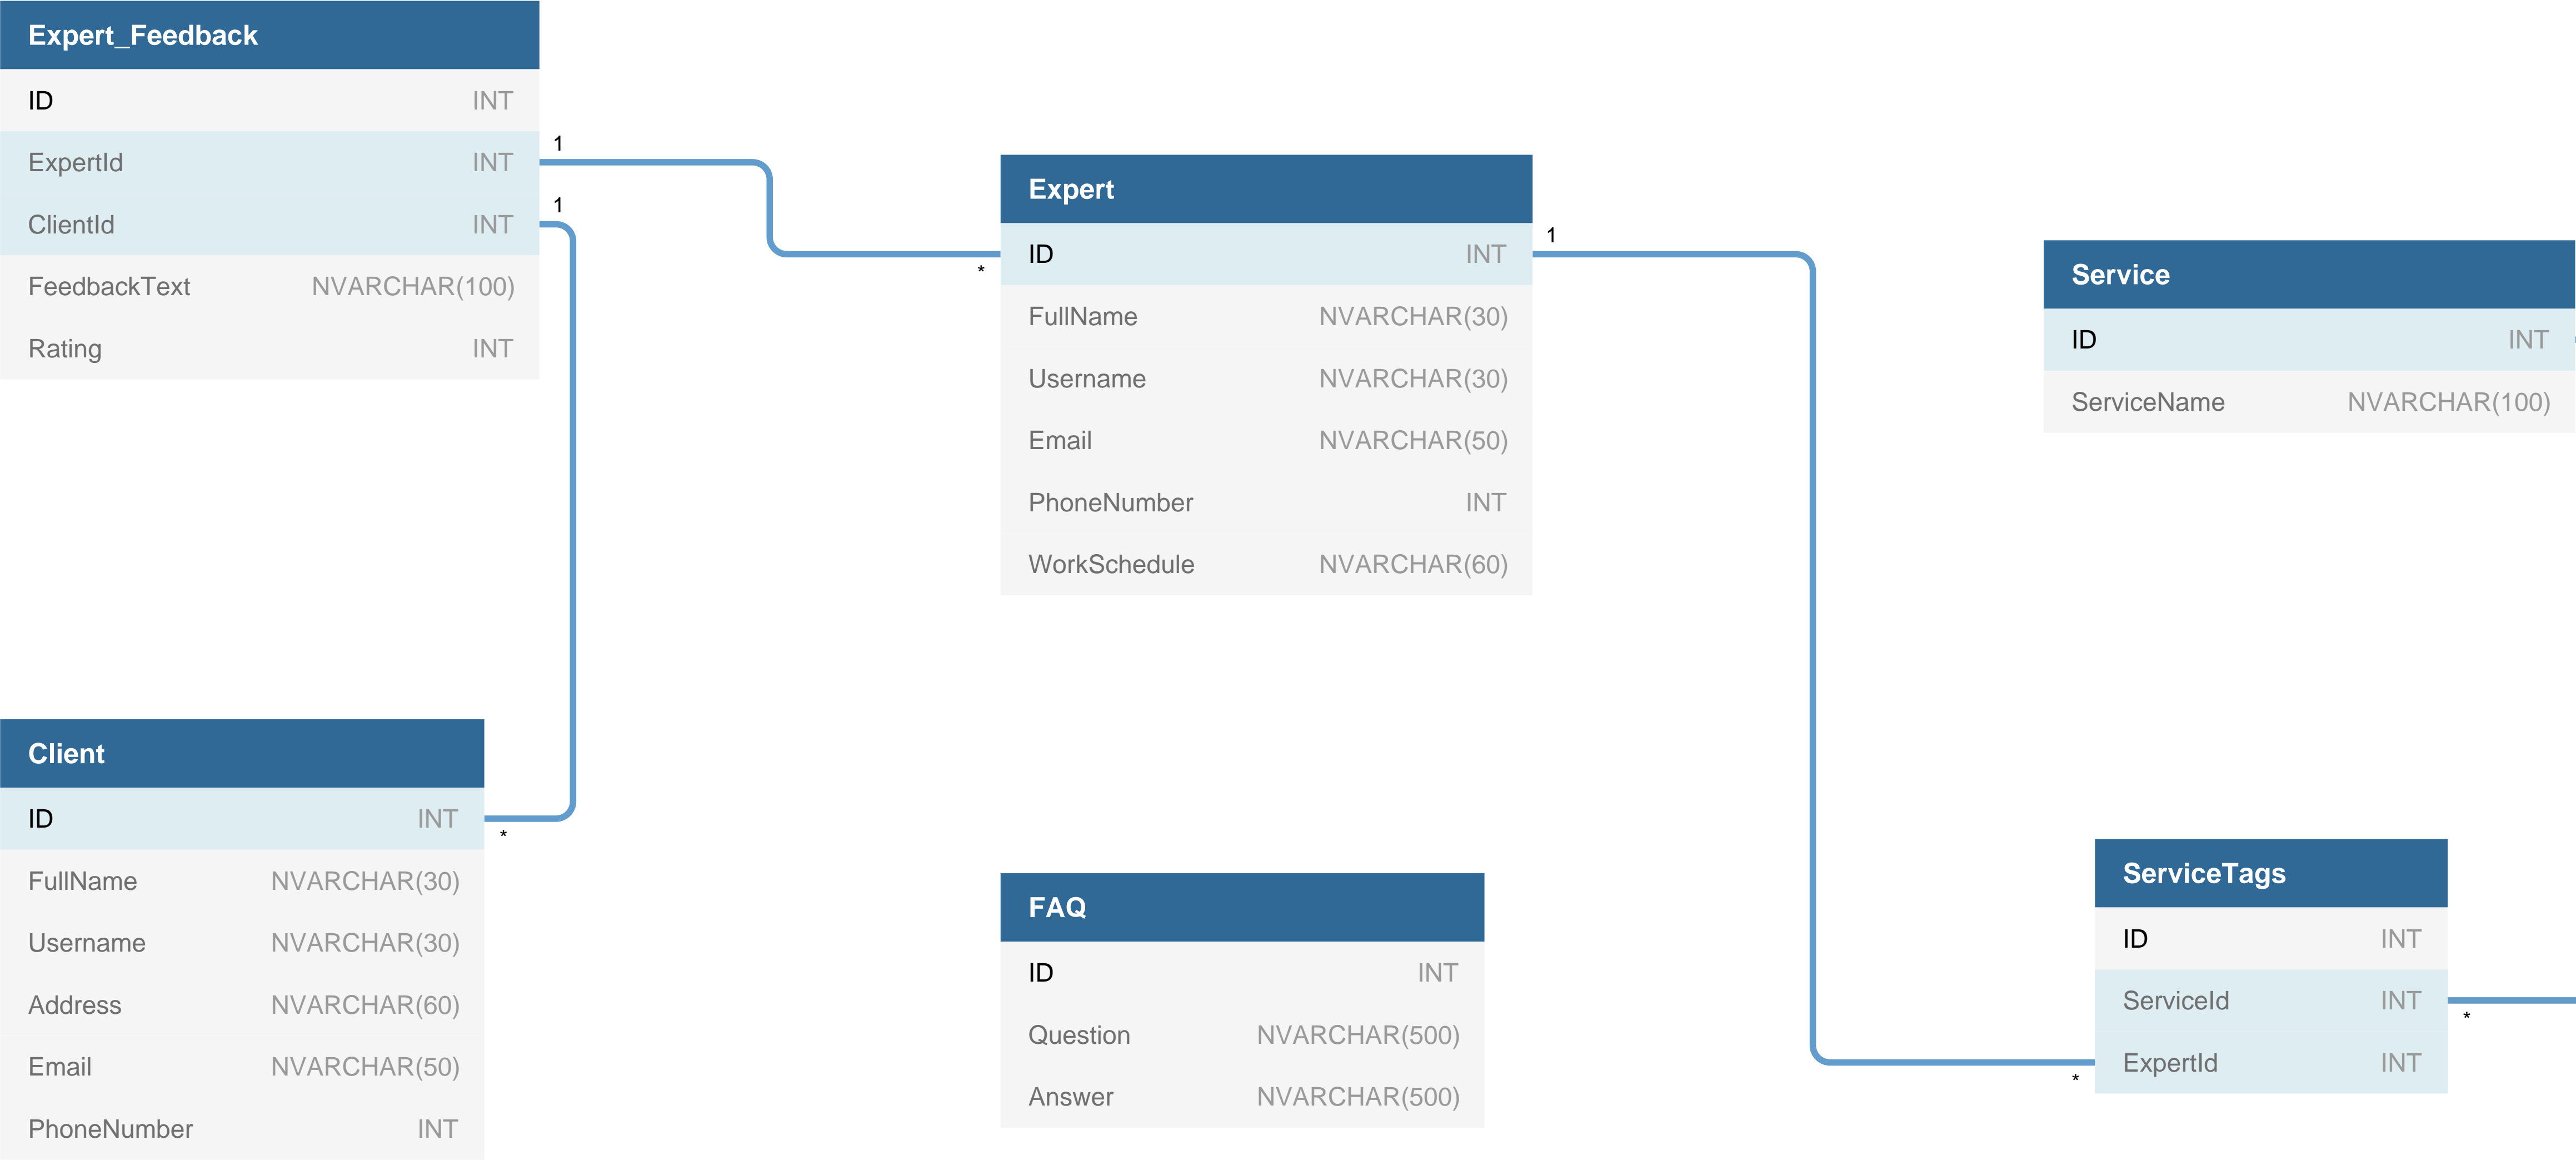 Expert_Feedback
ID INT
ExpertId INT
1
ClientId INT
1
FeedbackText NVARCHAR(100)
Rating INT
Expert
ID INT
1
*
FullName NVARCHAR(30)
Username NVARCHAR(30)
Email NVARCHAR(50)
PhoneNumber INT
WorkSchedule NVARCHAR(60)
Service
ID INT
ServiceName NVARCHAR(100)
Client
ID INT
*
FullName NVARCHAR(30)
Username NVARCHAR(30)
Address NVARCHAR(60)
Email NVARCHAR(50)
PhoneNumber INT
FAQ
ID INT
Question NVARCHAR(500)
Answer NVARCHAR(500)
ServiceTags
ID INT
ServiceId INT
*
ExpertId INT
*